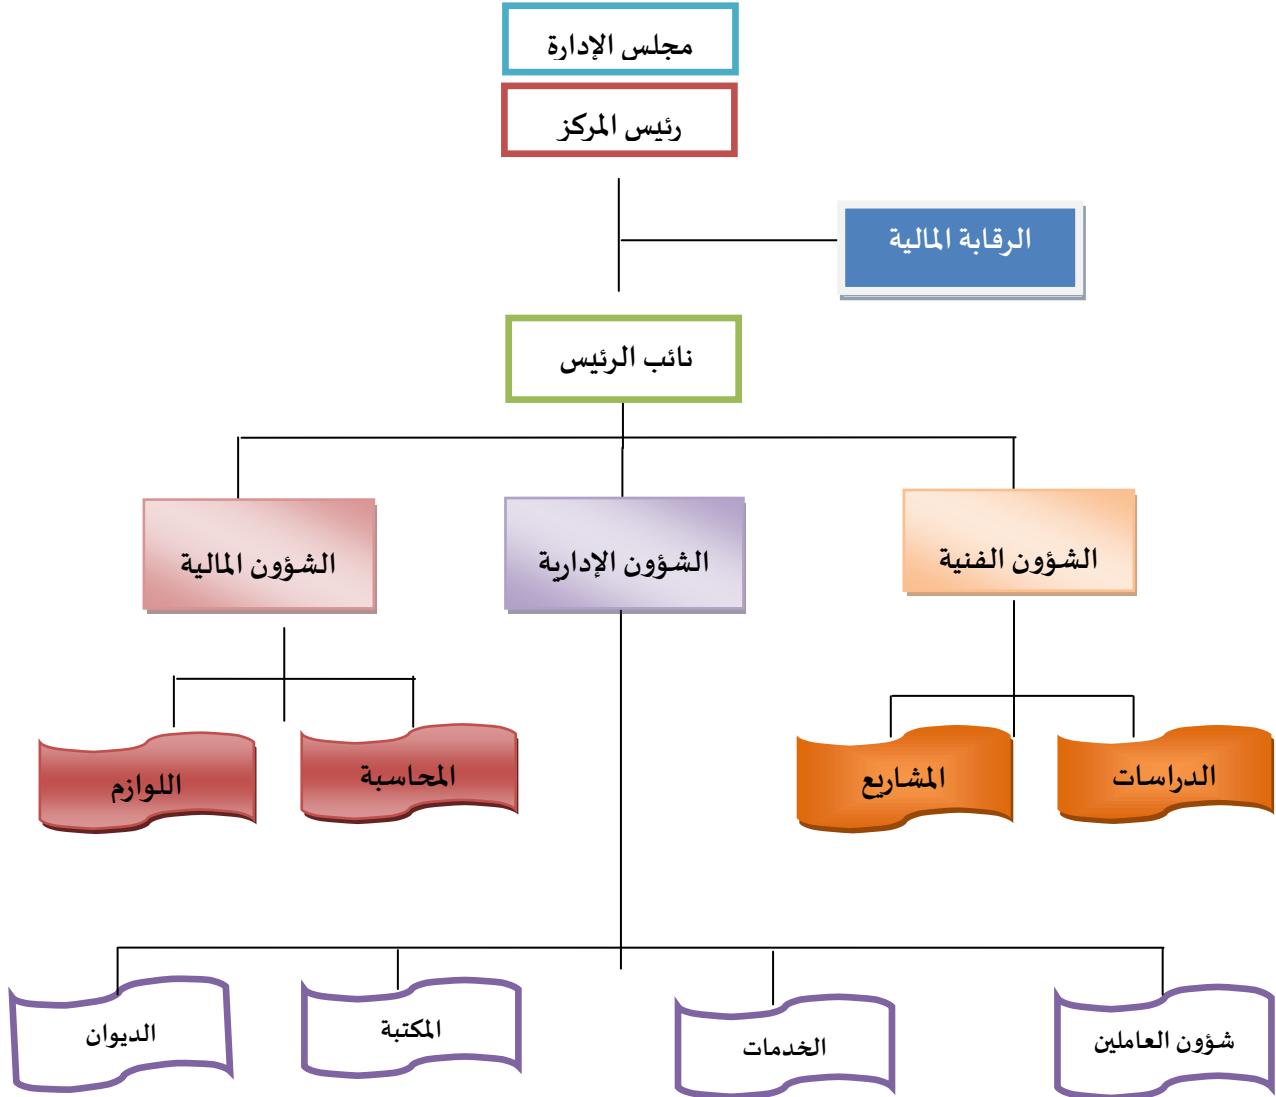 مجلس الإدارة
رئيس المركز
الرقابة المالية
نائب الرئيس
الشؤون الفنية
الشؤون الإدارية
الشؤون المالية
الدراسات
المشاريع
المحاسبة
اللوازم
شؤون العاملين
الخدمات
المكتبة
الديوان